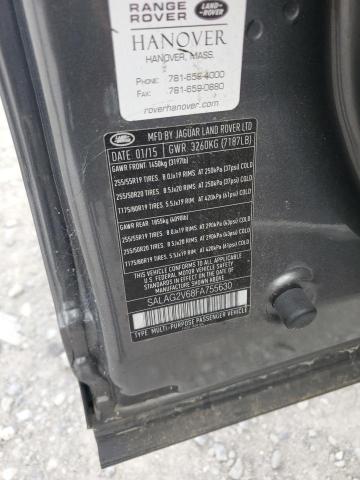 RANGE ROVER
LAND-ROVER
HANOVER
HANOVER, MASS.
PHONE: 781-659-4000
FAX: 781-659-0880
roverhanover.com
LAND-ROVER
MFD BY JAGUAR LAND ROVER LTD
DATE 01/15 GWR. 3260KG (7187LB)
GAWR FRONT 1450kg (3197lb)
255/55R19 TIRES. 8.0Jx19 RIMS AT 250kPa (37psi) COLD
255/50R20 TIRES. 8.5Jx20 RIMS AT 250kPa (37psi) COLD
T175/80R19 TIRES. 5.5Jx19 RIM AT 420kPa (61psi) COLD
GAWR REAR 1855kg (4090lb)
255/55R19 TIRES. 8.0Jx19 RIMS AT 290kPa (43psi) COLD
255/50R20 TIRES. 8.5Jx20 RIMS AT 290kPa (43psi) COLD
T175/80R19 TIRES. 5.5Jx19 RIM AT 420kPa (61psi) COLD
THIS VEHICLE CONFORMS TO ALL APPLICABLE
U.S. FEDERAL MOTOR VEHICLE SAFETY
STANDARDS IN EFFECT ON THE DATE OF
MANUFACTURE SHOWN ABOVE
SALAG2V68FA755630
TYPE: MULTI-PURPOSE PASSENGER VEHICLE